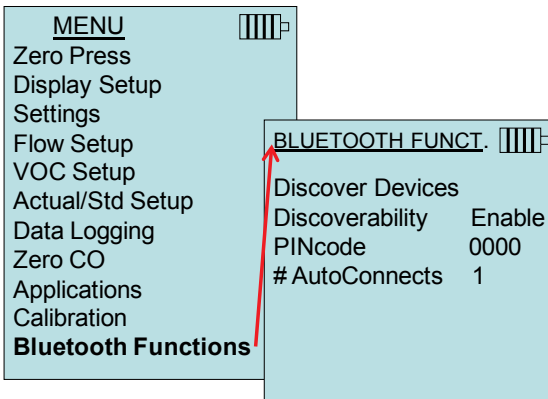 MENU
Zero Press
Display Setup
Settings
Flow Setup
VOC Setup
Actual/Std Setup
Data Logging
Zero CO
Applications
Calibration
Bluetooth Functions
BLUETOOTH FUNCT.
Discover Devices
Discoverability Enable
PINcode 0000
# AutoConnects 1